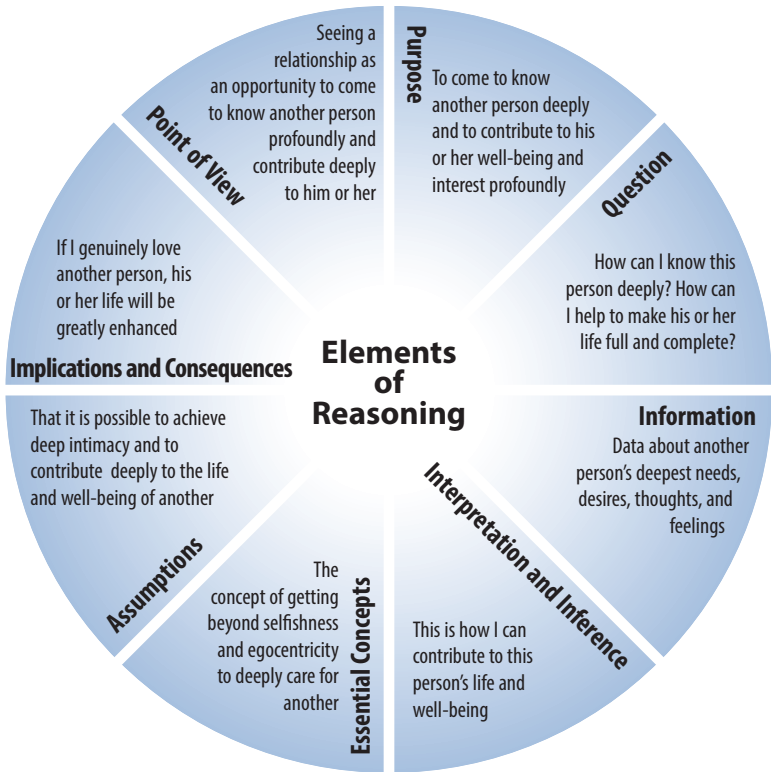 Elements
of
Reasoning
Purpose
To come to know
another person deeply
and to contribute to his
or her well-being and
interest profoundly
Question
How can I know this
person deeply? How can
I help to make his or her
life full and complete?
Information
Data about another
person’s deepest needs,
desires, thoughts, and
feelings
Interpretation and Inference
This is how I can
contribute to this
person’s life and
well-being
Essential Concepts
The
concept of getting
beyond selfishness
and egocentricity
to deeply care for
another
Assumptions
That it is possible to achieve
deep intimacy and to
contribute deeply to the life
and well-being of another
Implications and Consequences
If I genuinely love
another person, his
or her life will be
greatly enhanced
Point of View
Seeing a
relationship as
an opportunity to come
to know another person
profoundly and
contribute deeply
to him or her